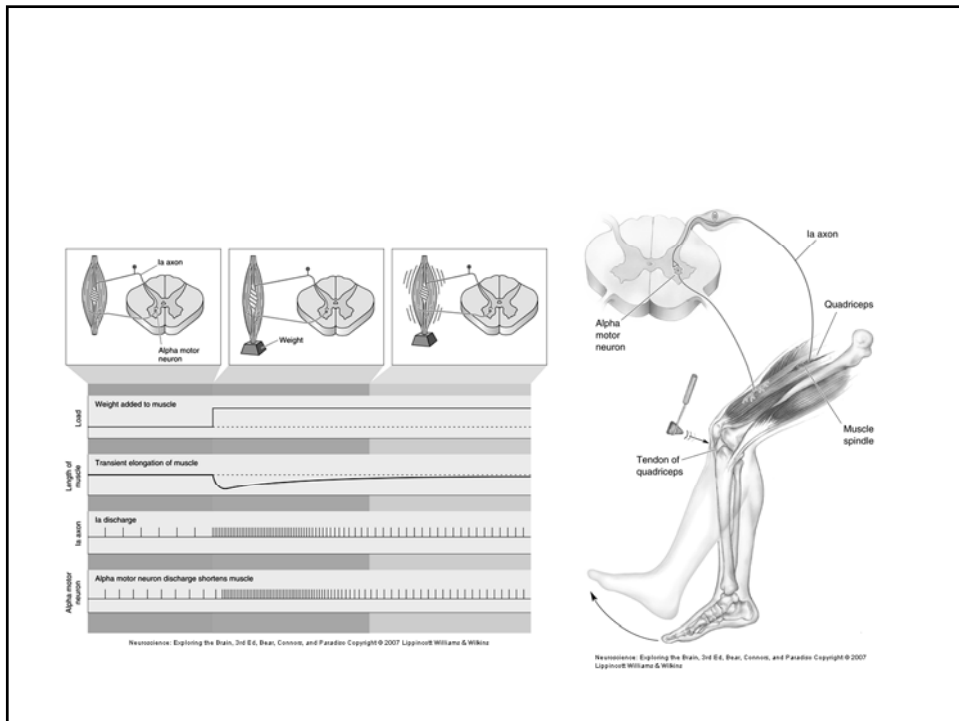 Ia axon
Alpha motor
neuron
Weight
Load
Weight added to muscle
Length of
muscle
Transient elongation of muscle
Ia axon
Ia discharge
Alpha motor
neuron
Alpha motor neuron discharge shortens muscle
Neuroscience: Exploring the Brain, 3rd Ed, Bear, Connors, and Paradiso Copyright © 2007 Lippincott Williams & Wilkins
Ia axon
Quadriceps
Alpha
motor
neuron
Muscle
spindle
Tendon of
quadriceps
Neuroscience: Exploring the Brain, 3rd Ed, Bear, Connors, and Paradiso Copyright © 2007
Lippincott Williams & Wilkins